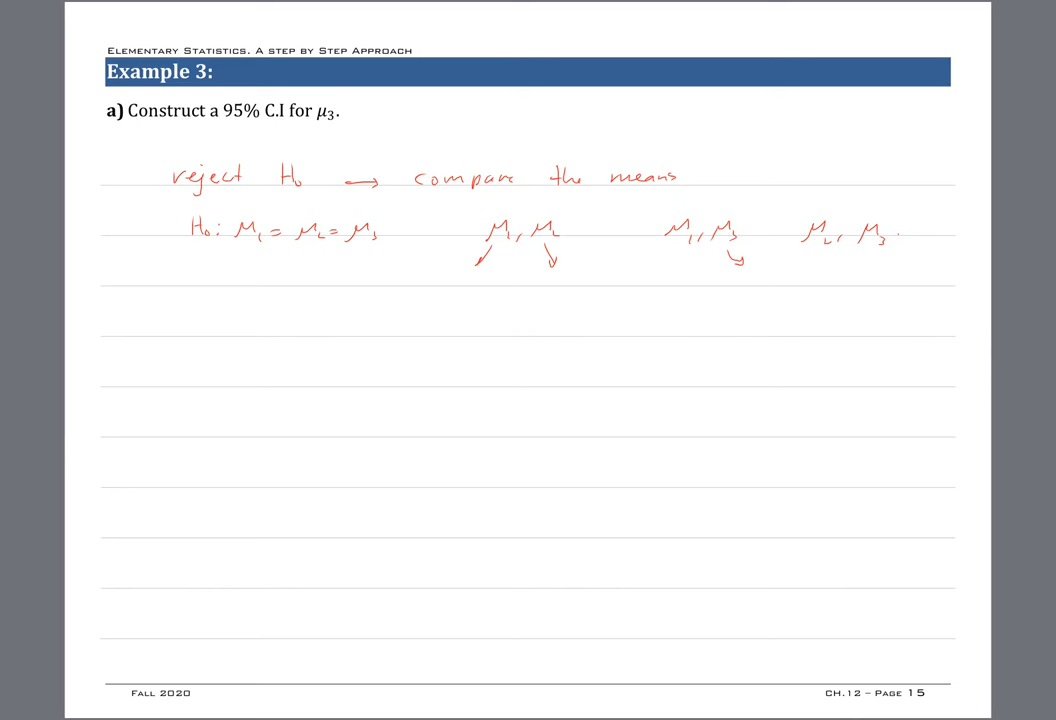 ELEMENTARY STATISTICS. A STEP BY STEP APPROACH
Example 3:
a) Construct a 95% C.I for μ₃.
reject H₀ → compare the means
H₀: μ₁ = μ₂ = μ₃ μ₁, μ₂ μ₁, μ₃ μ₂, μ₃.
FALL 2020 CH.12 – PAGE 15